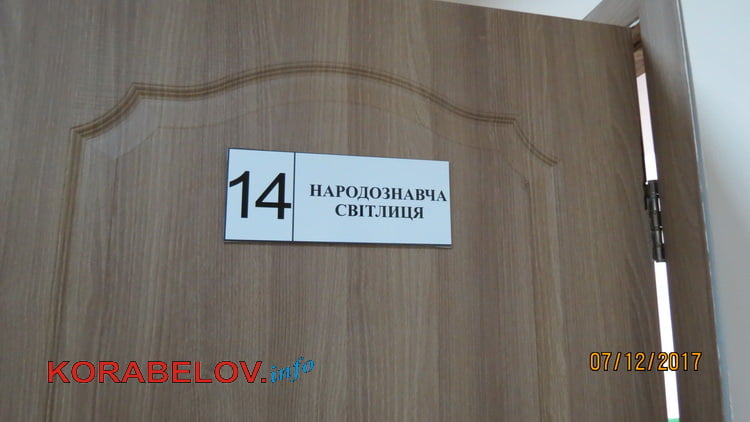 14
НАРОДОЗНАВЧА
СВІТЛИЦЯ
KORABELOV.info
07/12/2017